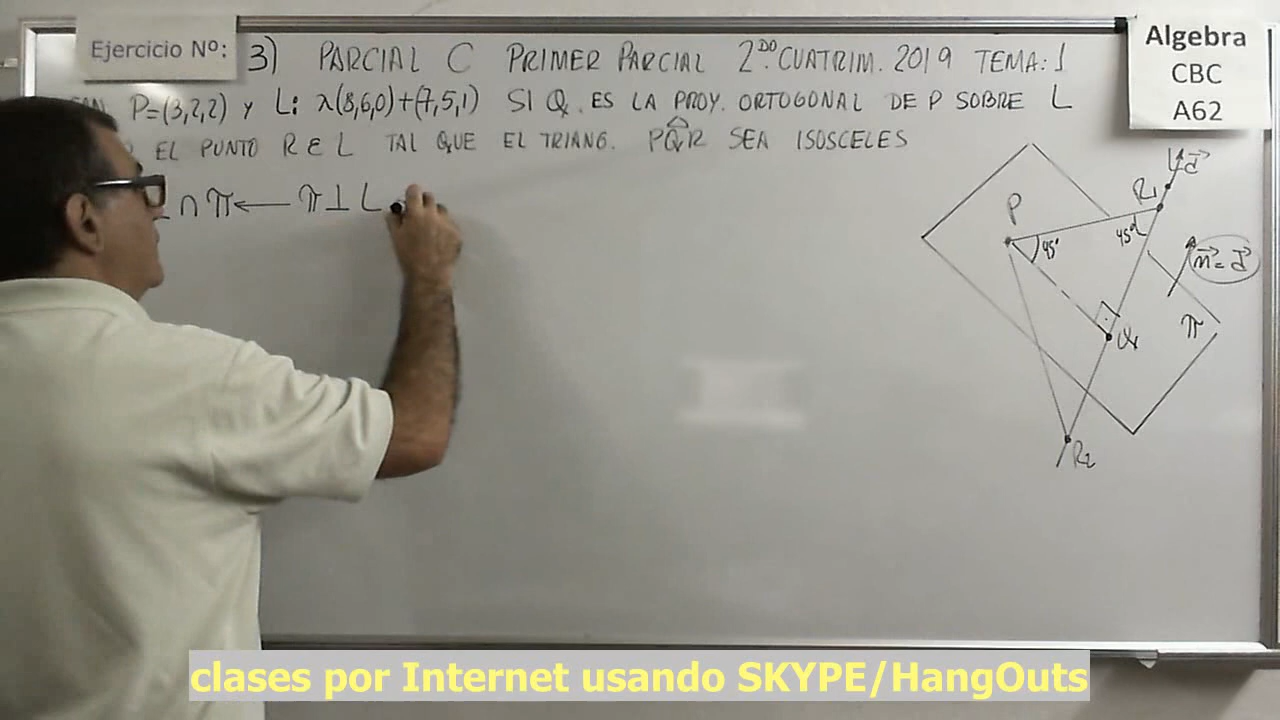 Ejercicio Nº: 3) PARCIAL C PRIMER PARCIAL 2DO. CUATRIM. 2019 TEMA: 1
P=(3,2,2) Y L: λ(8,6,0)+(7,5,1) SI Q. ES LA PROY. ORTOGONAL DE P SOBRE L
EL PUNTO R ∈ L TAL QUE EL TRIANG. PQ̂R SEA ISOSCELES
∩ π ← π ⊥ L
Algebra
CBC
A62
L d⃗
R1
P
45°
45°
n⃗ = d⃗
π
Q
R2
clases por Internet usando SKYPE/HangOuts